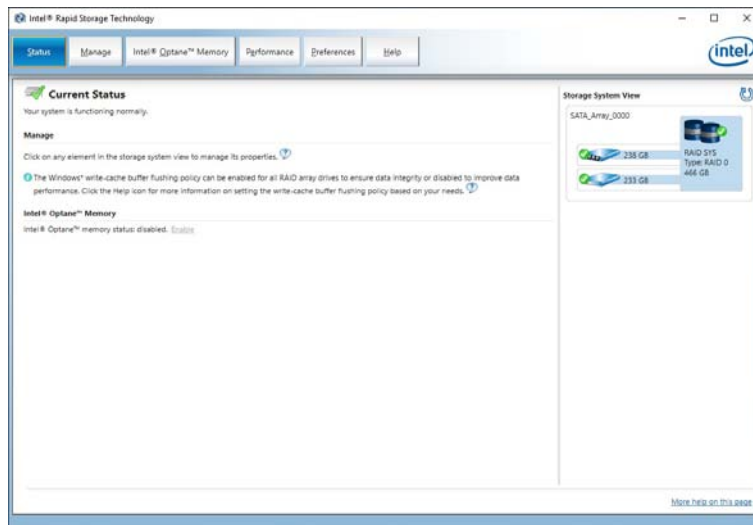 Intel® Rapid Storage Technology
Status
Manage
Intel® Optane™ Memory
Performance
Preferences
Help
intel
Current Status
Your system is functioning normally.
Manage
Click on any element in the storage system view to manage its properties.
The Windows* write-cache buffer flushing policy can be enabled for all RAID array drives to ensure data integrity or disabled to improve data
performance. Click the Help icon for more information on setting the write-cache buffer flushing policy based on your needs.
Intel® Optane™ Memory
Intel® Optane™ memory status: disabled. Enable
Storage System View
SATA_Array_0000
238 GB
233 GB
RAID SYS
Type: RAID 0
466 GB
More help on this page